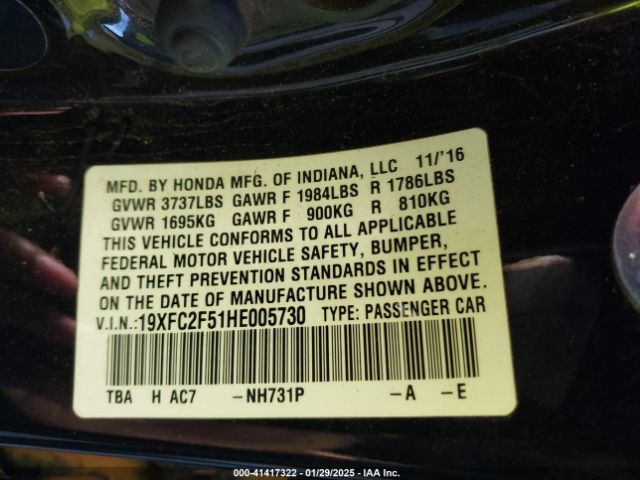 MFD. BY HONDA MFG. OF INDIANA, LLC 11/'16
GVWR 3737LBS GAWR F 1984LBS R 1786LBS
GVWR 1695KG GAWR F 900KG R 810KG
THIS VEHICLE CONFORMS TO ALL APPLICABLE
FEDERAL MOTOR VEHICLE SAFETY, BUMPER,
AND THEFT PREVENTION STANDARDS IN EFFECT
ON THE DATE OF MANUFACTURE SHOWN ABOVE.
V.I.N.:19XFC2F51HE005730 TYPE: PASSENGER CAR
TBA H AC7 -NH731P -A -E
000-41417322 | 01/29/2025 - IAA Inc.